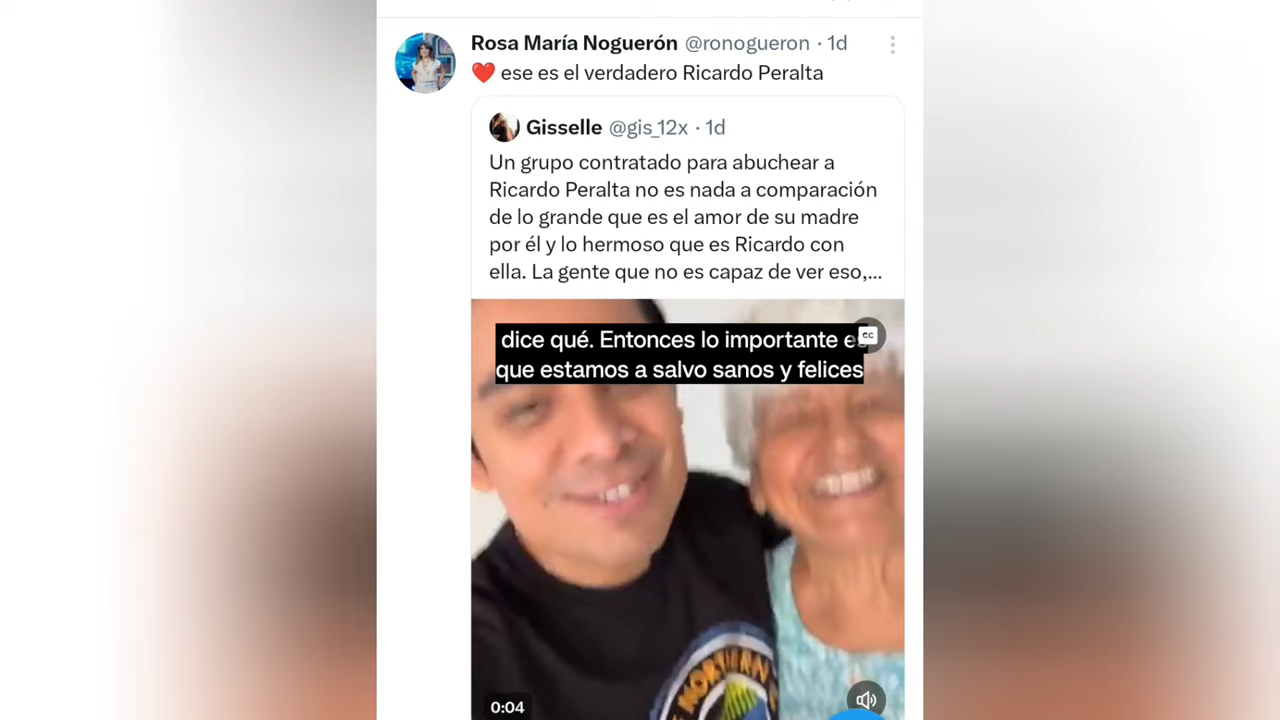 Rosa María Noguerón @ronogueron · 1d
❤️ ese es el verdadero Ricardo Peralta
Gisselle @gis_12x · 1d
Un grupo contratado para abuchear a
Ricardo Peralta no es nada a comparación
de lo grande que es el amor de su madre
por él y lo hermoso que es Ricardo con
ella. La gente que no es capaz de ver eso,...
dice qué. Entonces lo importante es
CC
que estamos a salvo sanos y felices
NORTHERN
0:04